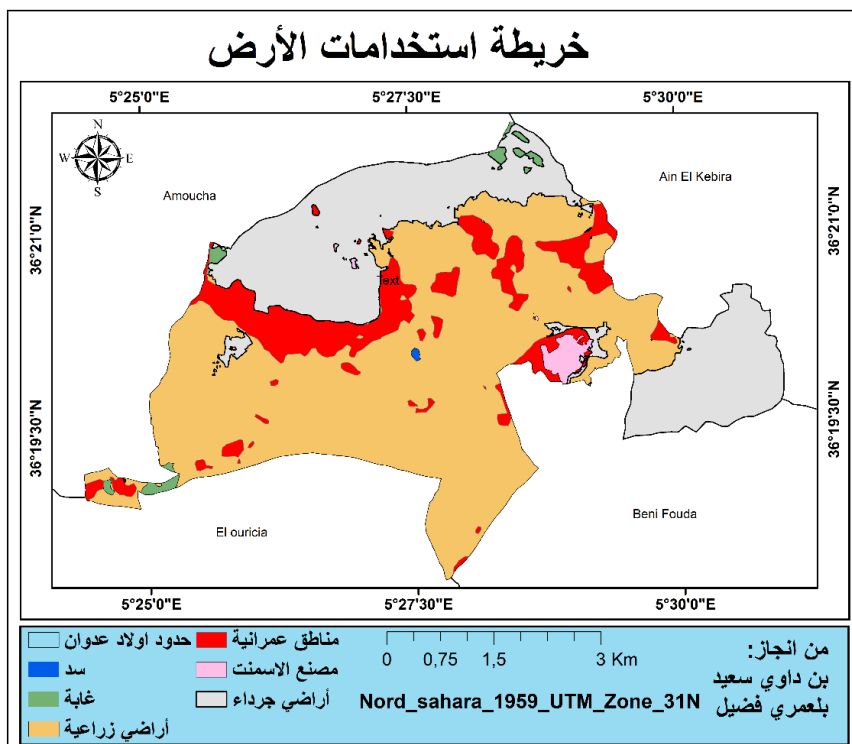 خريطة استخدامات الأرض
5°25'0"E
5°27'30"E
5°30'0"E
N
W
E
S
Amoucha
Ain El Kebira
36°21'0"N
36°21'0"N
Text
36°19'30"N
36°19'30"N
El ouricia
Beni Fouda
5°25'0"E
5°27'30"E
5°30'0"E
حدود اولاد عدوان
سد
غابة
أراضي زراعية
مناطق عمرانية
مصنع الاسمنت
أراضي جرداء
0 0,75 1,5 3 Km
Nord_sahara_1959_UTM_Zone_31N
من انجاز:
بن داوي سعيد
بلعمري فضيل